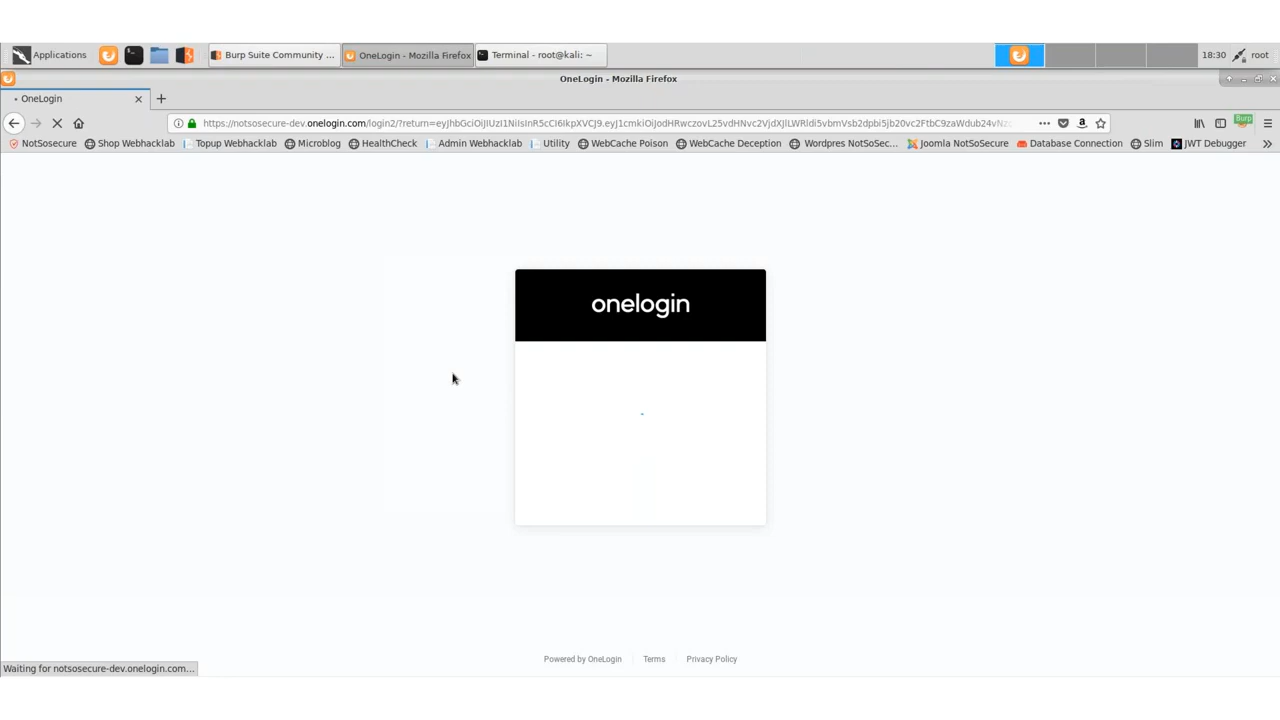 Applications
Burp Suite Community ...
OneLogin - Mozilla Firefox
Terminal - root@kali: ~
18:30
root
OneLogin - Mozilla Firefox
OneLogin
https://notsosecure-dev.onelogin.com/login2/?return=
Burp
NotSosecure
Shop Webhacklab
Topup Webhacklab
Microblog
HealthCheck
Admin Webhacklab
Utility
WebCache Poison
WebCache Deception
Wordpres NotSoSec...
Joomla NotSoSecure
Database Connection
Slim
JWT Debugger
onelogin
Powered by OneLogin
Terms
Privacy Policy
Waiting for notsosecure-dev.onelogin.com...